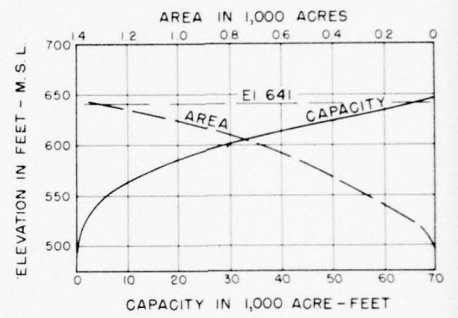 AREA IN 1,000 ACRES
1.4 1.2 1.0 0.8 0.6 0.4 0.2 0
700
650
600
550
500
ELEVATION IN FEET - M.S.L.
El 641
AREA
CAPACITY
0 10 20 30 40 50 60 70
CAPACITY IN 1,000 ACRE-FEET